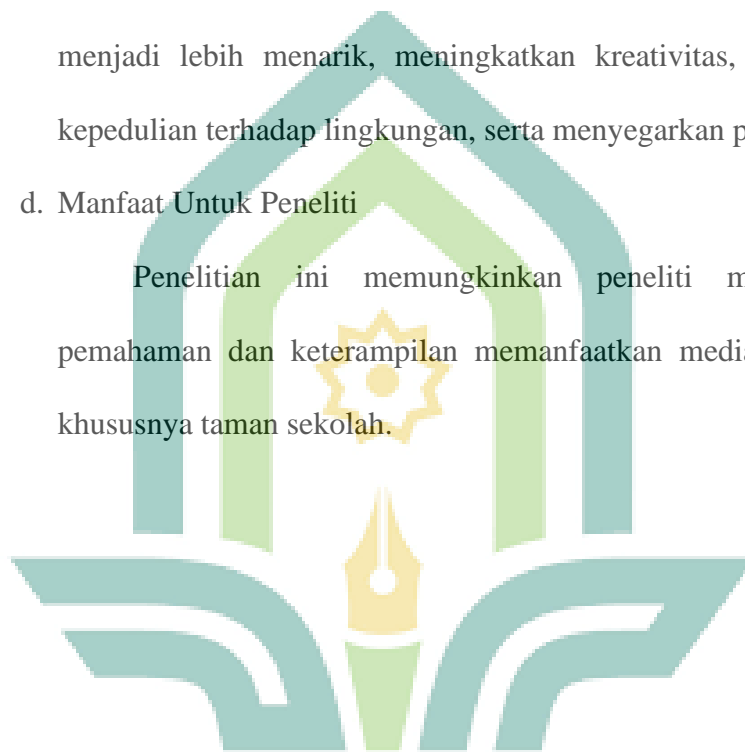 menjadi lebih menarik, meningkatkan kreativitas,
kepedulian terhadap lingkungan, serta menyegarkan
d. Manfaat Untuk Peneliti
Penelitian ini memungkinkan peneliti
pemahaman dan keterampilan memanfaatkan media
khususnya taman sekolah.